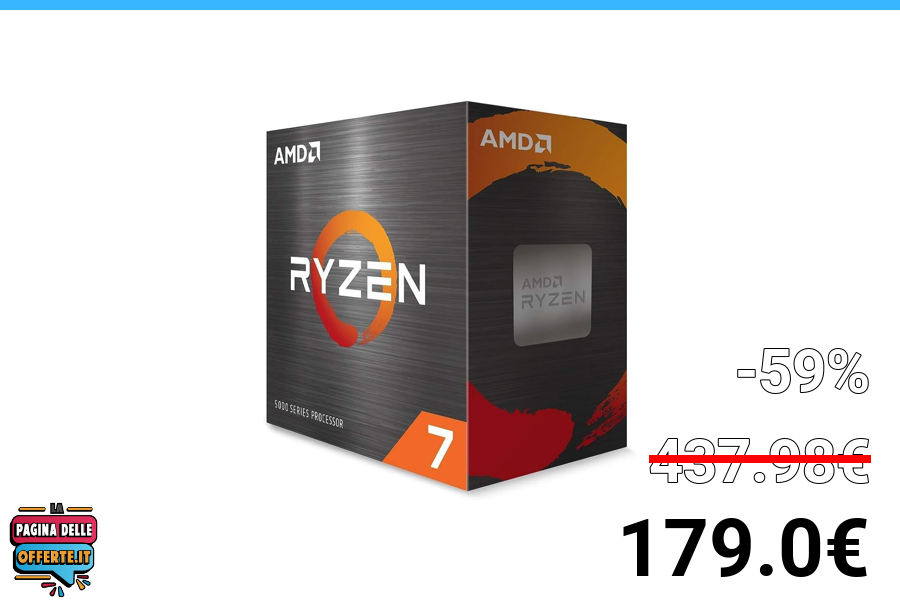 AMD
AMD
RYZEN
AMD
RYZEN
5000 SERIES PROCESSOR
7
-59%
437.98€
179.0€
LA
PAGINA DELLE
OFFERTE.IT